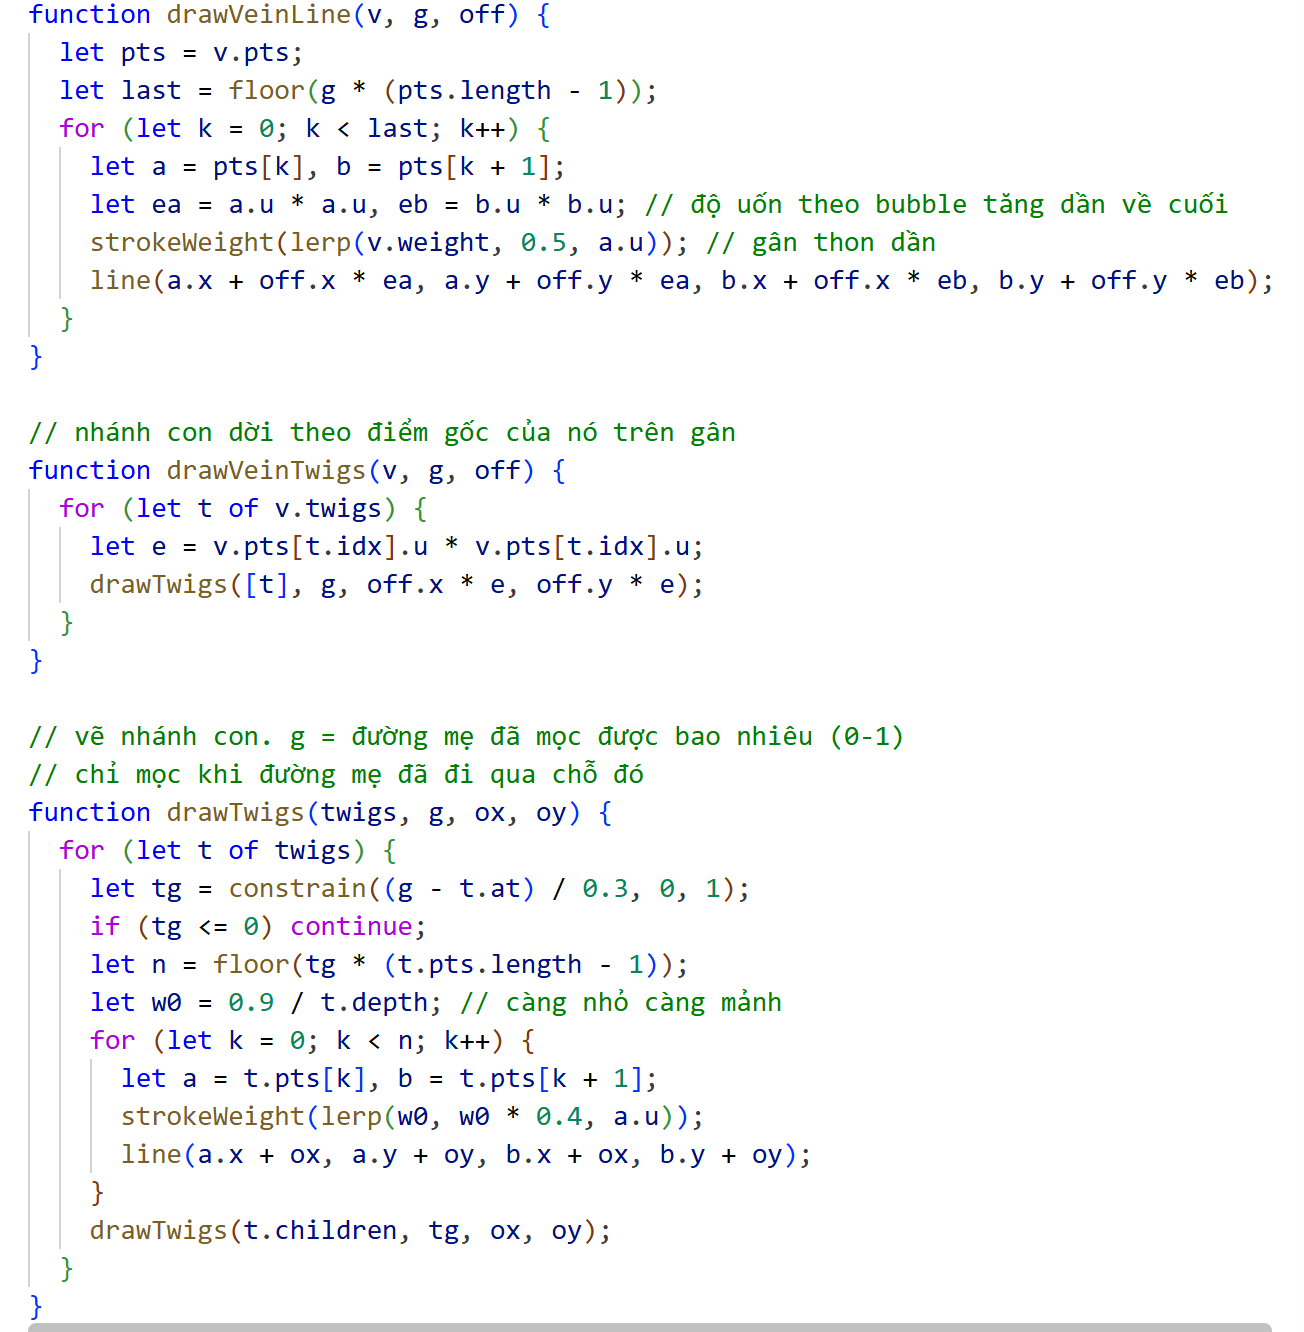 function drawVeinLine(v, g, off) {
  let pts = v.pts;
  let last = floor(g * (pts.length - 1));
  for (let k = 0; k < last; k++) {
    let a = pts[k], b = pts[k + 1];
    let ea = a.u * a.u, eb = b.u * b.u; // độ uốn theo bubble tăng dần về cuối
    strokeWeight(lerp(v.weight, 0.5, a.u)); // gân thon dần
    line(a.x + off.x * ea, a.y + off.y * ea, b.x + off.x * eb, b.y + off.y * eb);
  }
}

// nhánh con dời theo điểm gốc của nó trên gân
function drawVeinTwigs(v, g, off) {
  for (let t of v.twigs) {
    let e = v.pts[t.idx].u * v.pts[t.idx].u;
    drawTwigs([t], g, off.x * e, off.y * e);
  }
}

// vẽ nhánh con. g = đường mẹ đã mọc được bao nhiêu (0-1)
// chỉ mọc khi đường mẹ đã đi qua chỗ đó
function drawTwigs(twigs, g, ox, oy) {
  for (let t of twigs) {
    let tg = constrain((g - t.at) / 0.3, 0, 1);
    if (tg <= 0) continue;
    let n = floor(tg * (t.pts.length - 1));
    let w0 = 0.9 / t.depth; // càng nhỏ càng mảnh
    for (let k = 0; k < n; k++) {
      let a = t.pts[k], b = t.pts[k + 1];
      strokeWeight(lerp(w0, w0 * 0.4, a.u));
      line(a.x + ox, a.y + oy, b.x + ox, b.y + oy);
    }
    drawTwigs(t.children, tg, ox, oy);
  }
}